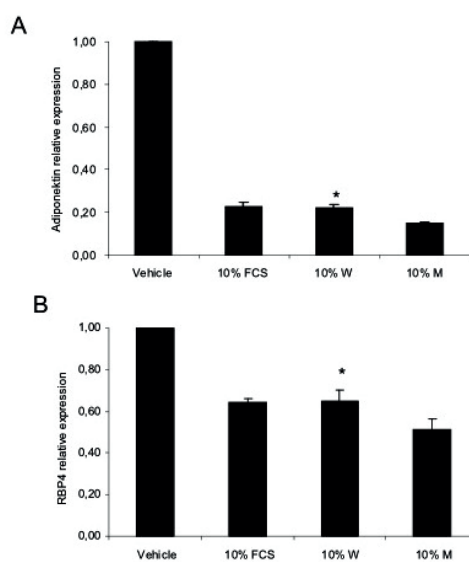 A
Adiponektin relative expression
1,00
0,80
0,60
0,40
0,20
0,00
*
Vehicle 10% FCS 10% W 10% M
B
RBP4 relative expression
1,00
0,80
0,60
0,40
0,20
0,00
*
Vehicle 10% FCS 10% W 10% M